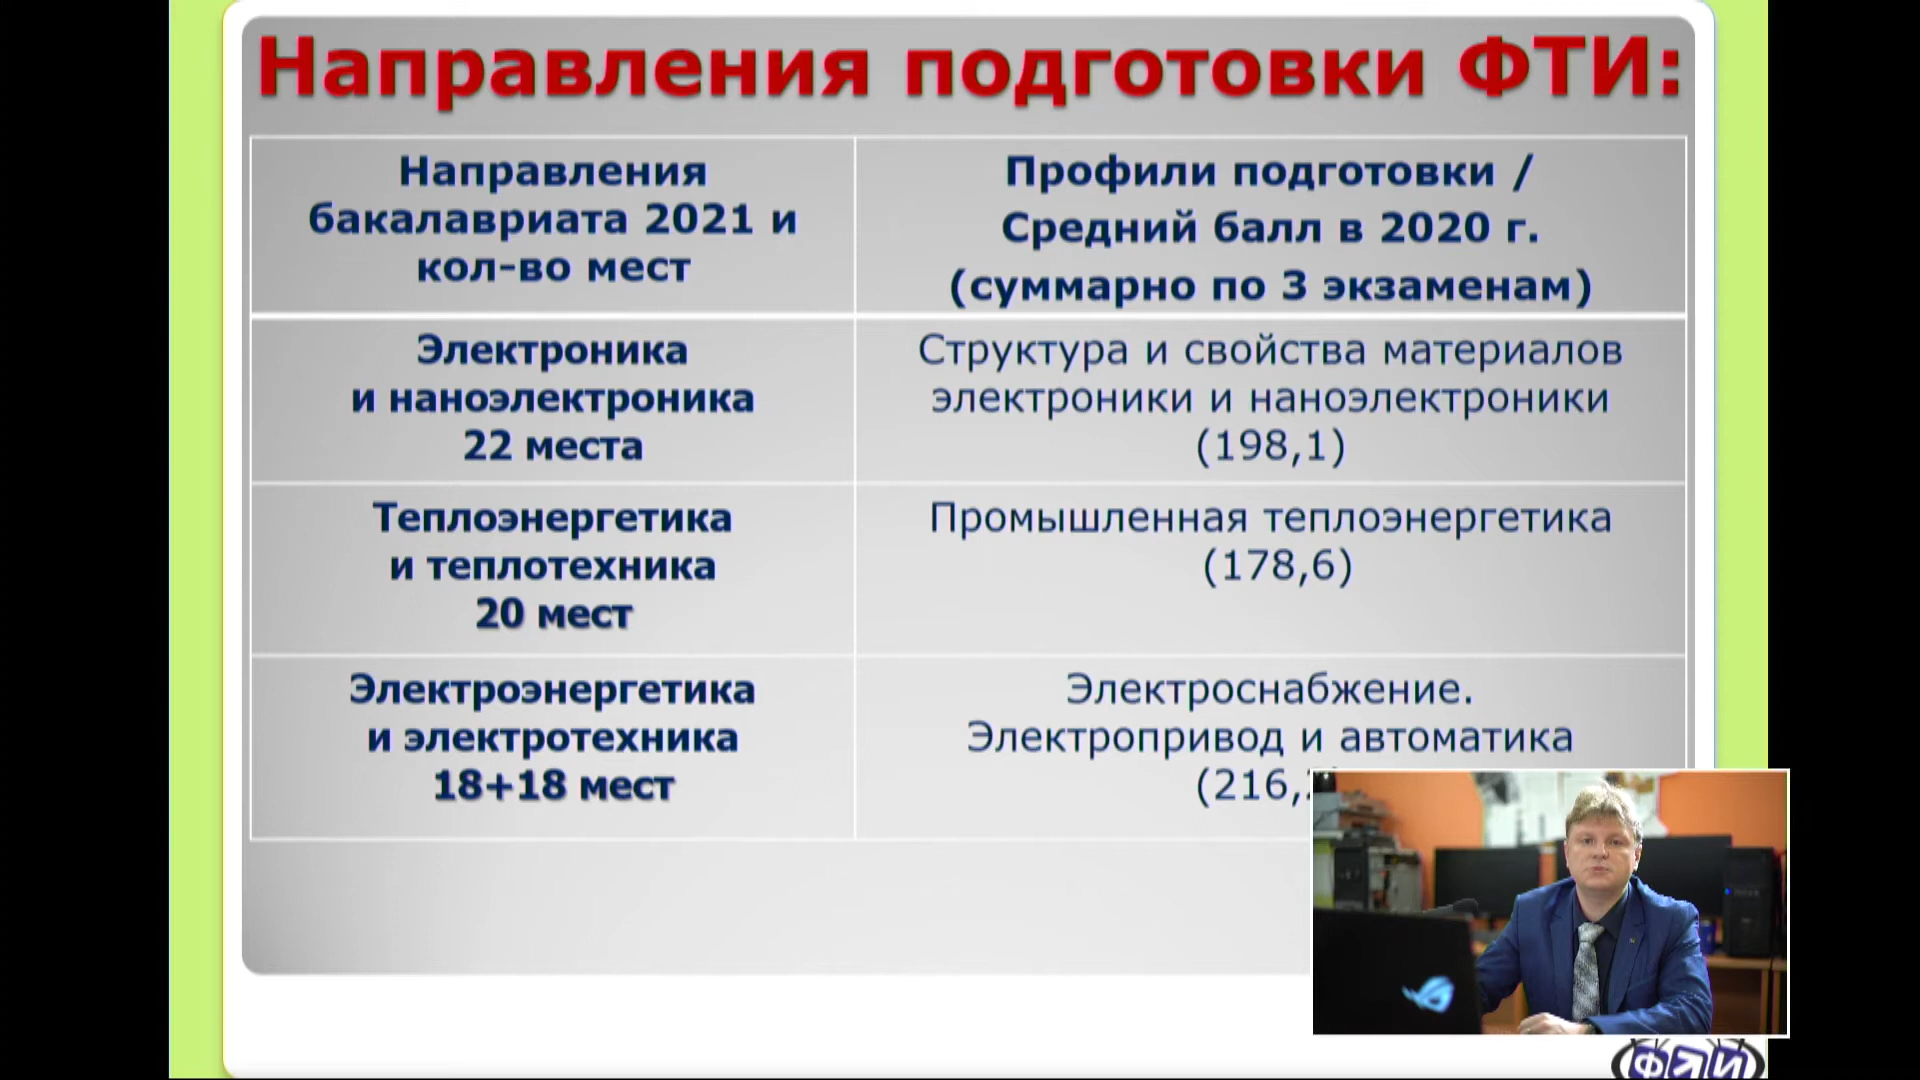 Направления подготовки ФТИ:
Направления
бакалавриата 2021 и
кол-во мест
Профили подготовки /
Средний балл в 2020 г.
(суммарно по 3 экзаменам)
Электроника
и наноэлектроника
22 места
Структура и свойства материалов
электроники и наноэлектроники
(198,1)
Теплоэнергетика
и теплотехника
20 мест
Промышленная теплоэнергетика
(178,6)
Электроэнергетика
и электротехника
18+18 мест
Электроснабжение.
Электропривод и автоматика